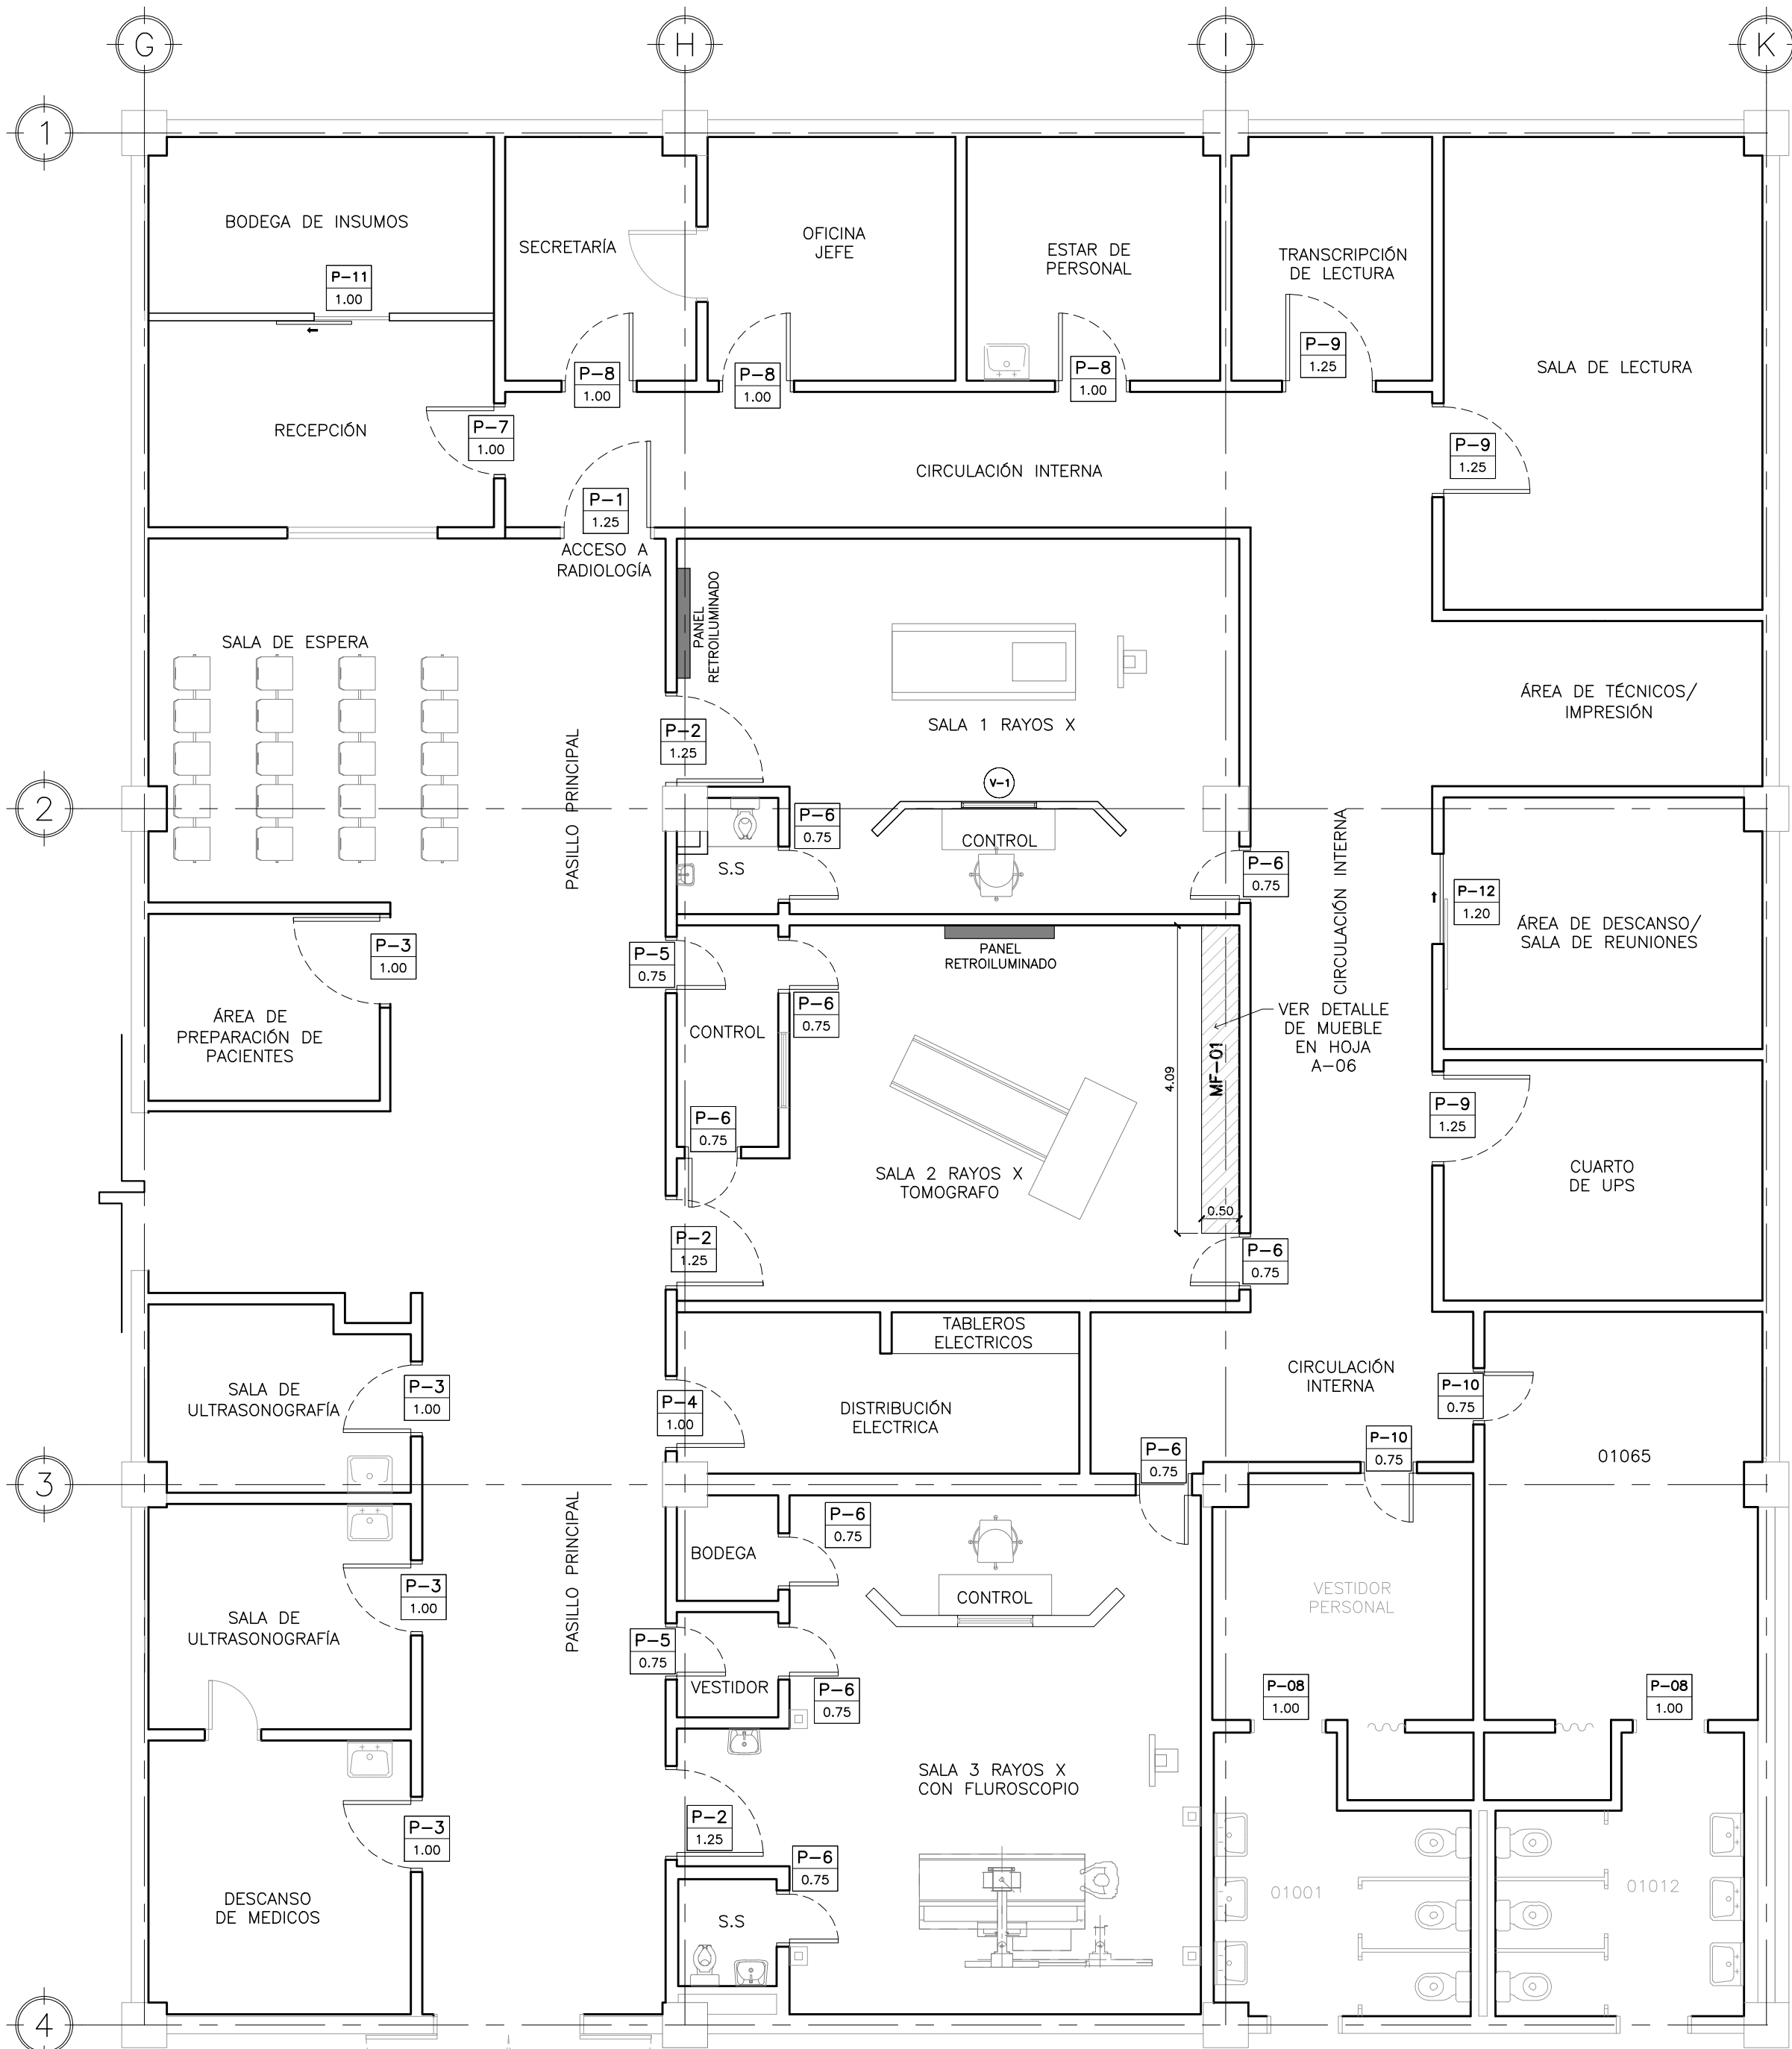 G
H
I
K
1
BODEGA DE INSUMOS
P-11
1.00
SECRETARÍA
OFICINA
JEFE
ESTAR DE
PERSONAL
TRANSCRIPCIÓN
DE LECTURA
SALA DE LECTURA
P-8
1.00
P-8
1.00
P-8
1.00
P-9
1.25
RECEPCIÓN
P-7
1.00
CIRCULACIÓN INTERNA
P-9
1.25
P-1
1.25
ACCESO A
RADIOLOGÍA
PANEL
RETROILUMINADO
SALA DE ESPERA
PASILLO PRINCIPAL
P-2
1.25
SALA 1 RAYOS X
ÁREA DE TÉCNICOS/
IMPRESIÓN
2
V-1
P-6
0.75
CONTROL
S.S
P-6
0.75
CIRCULACIÓN INTERNA
P-12
1.20
ÁREA DE DESCANSO/
SALA DE REUNIONES
P-3
1.00
P-5
0.75
PANEL
RETROILUMINADO
P-6
0.75
ÁREA DE
PREPARACIÓN DE
PACIENTES
CONTROL
VER DETALLE
DE MUEBLE
EN HOJA
A-06
4.09
MF-01
P-6
0.75
P-9
1.25
SALA 2 RAYOS X
TOMOGRAFO
CUARTO
DE UPS
0.50
P-2
1.25
P-6
0.75
TABLEROS
ELECTRICOS
SALA DE
ULTRASONOGRAFÍA
P-3
1.00
P-4
1.00
DISTRIBUCIÓN
ELECTRICA
CIRCULACIÓN
INTERNA
P-10
0.75
P-6
0.75
P-10
0.75
01065
3
PASILLO PRINCIPAL
P-6
0.75
BODEGA
CONTROL
VESTIDOR
PERSONAL
P-3
1.00
SALA DE
ULTRASONOGRAFÍA
P-5
0.75
VESTIDOR
P-6
0.75
P-08
1.00
P-08
1.00
SALA 3 RAYOS X
CON FLUROSCOPIO
P-2
1.25
P-3
1.00
P-6
0.75
DESCANSO
DE MEDICOS
S.S
01001
01012
4